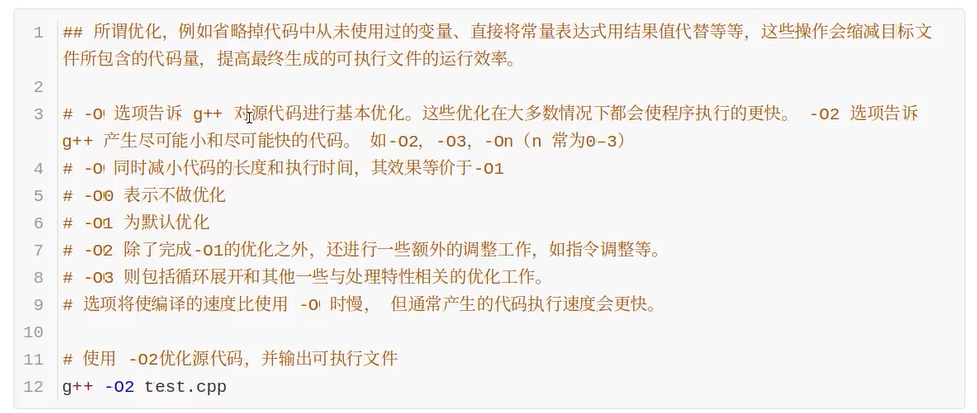 1 ## 所谓优化，例如省略掉代码中从未使用过的变量、直接将常量表达式用结果值代替等等，这些操作会缩减目标文
件所包含的代码量，提高最终生成的可执行文件的运行效率。
2
3 # -O 选项告诉 g++ 对源代码进行基本优化。这些优化在大多数情况下都会使程序执行的更快。 -O2 选项告诉
g++ 产生尽可能小和尽可能快的代码。 如-O2，-O3，-On（n 常为0–3）
4 # -O 同时减小代码的长度和执行时间，其效果等价于-O1
5 # -O0 表示不做优化
6 # -O1 为默认优化
7 # -O2 除了完成-O1的优化之外，还进行一些额外的调整工作，如指令调整等。
8 # -O3 则包括循环展开和其他一些与处理特性相关的优化工作。
9 # 选项将使编译的速度比使用 -O 时慢， 但通常产生的代码执行速度会更快。
10
11 # 使用 -O2优化源代码，并输出可执行文件
12 g++ -O2 test.cpp